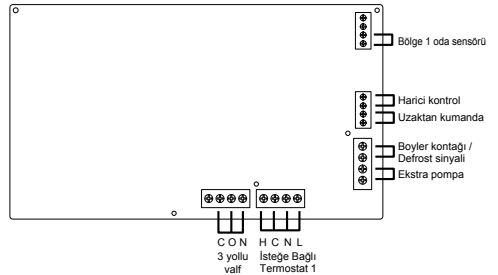 Bölge 1 oda sensörü
Harici kontrol
Uzaktan kumanda
Boyler kontağı /
Defrost sinyali
Ekstra pompa
C O N
3 yollu
valf
H C N L
İsteğe Bağlı
Termostat 1